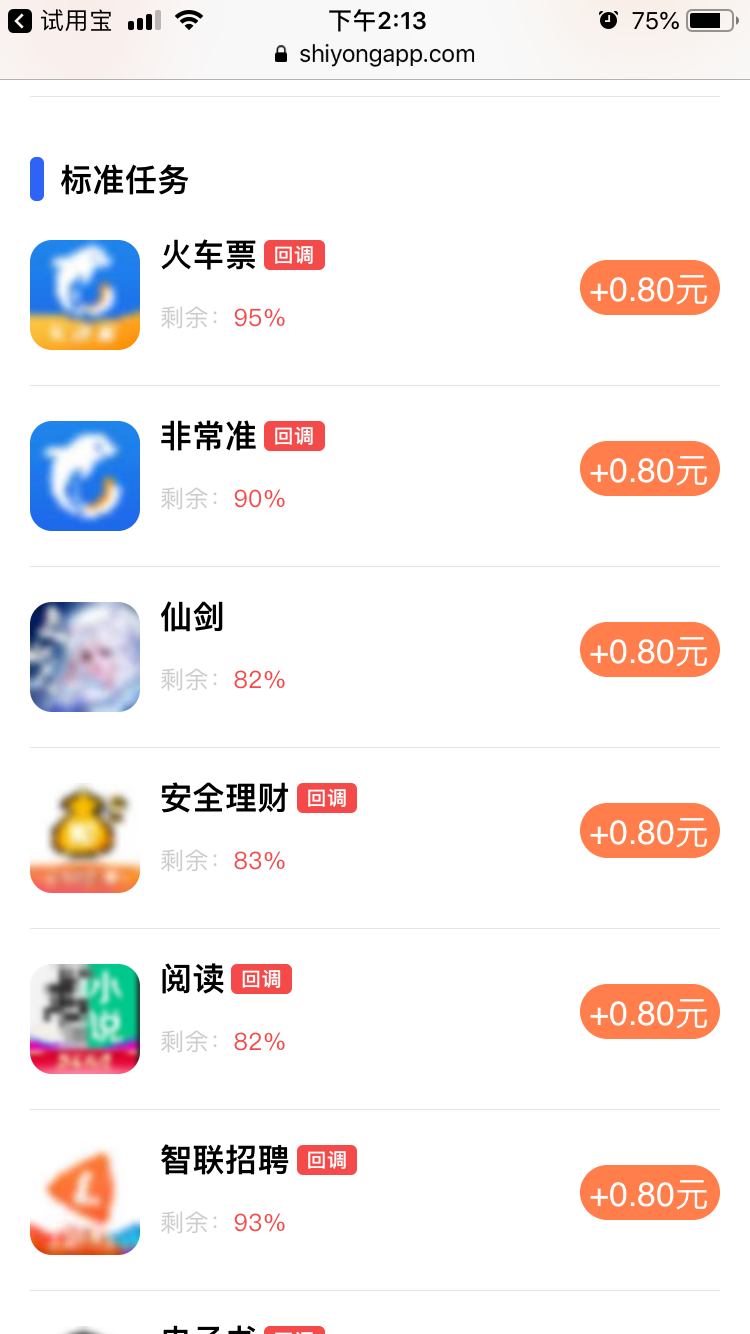 试用宝 下午2:13 75%
shiyongapp.com
标准任务
火车票 回调
剩余：95%
+0.80元
非常准 回调
剩余：90%
+0.80元
仙剑
剩余：82%
+0.80元
安全理财 回调
剩余：83%
+0.80元
小说
阅读 回调
剩余：82%
+0.80元
智联招聘 回调
剩余：93%
+0.80元